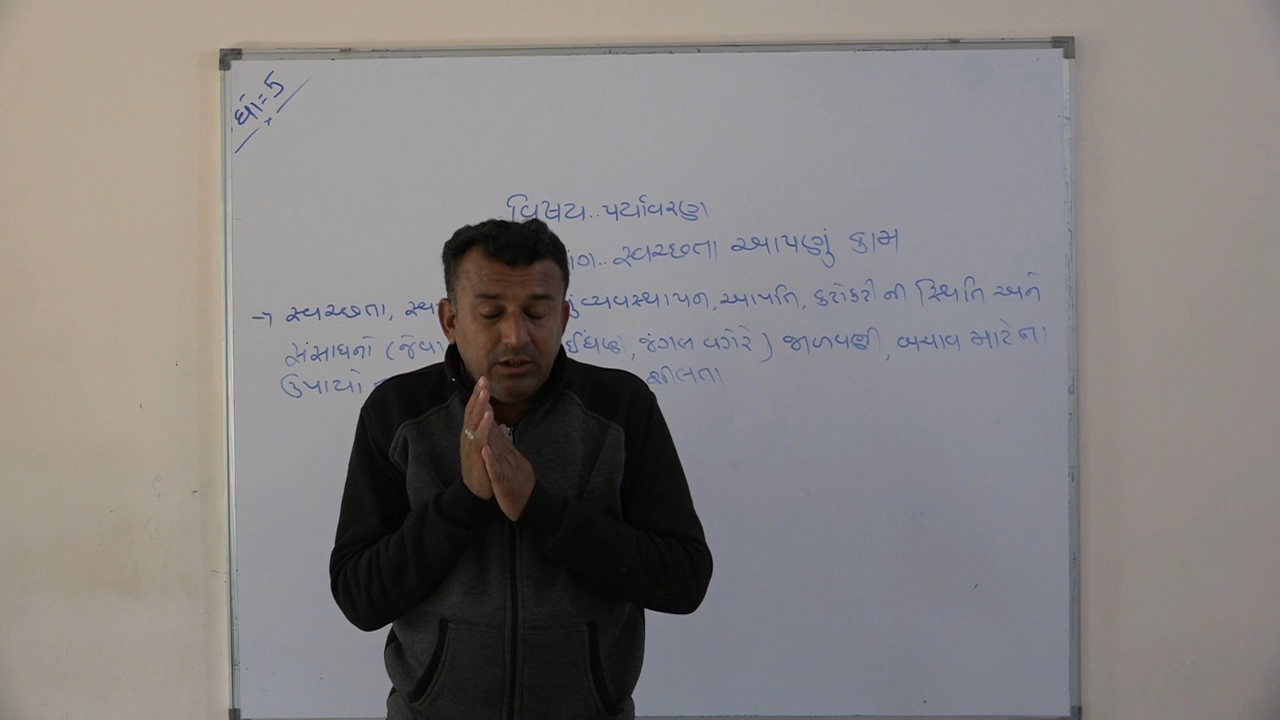 ધો=5
વિષય.. પર્યાવરણ
સ્વચ્છતા આપણું કામ
→ સ્વચ્છતા, વ્યવસ્થાપન, આપત્તિ, કટોકટી ની સ્થિતિ અને
સંસાધનો (જેવા ઈંધણ, જંગલ વગેરે) જાળવણી, બચાવ માટેના
ઉપાયો